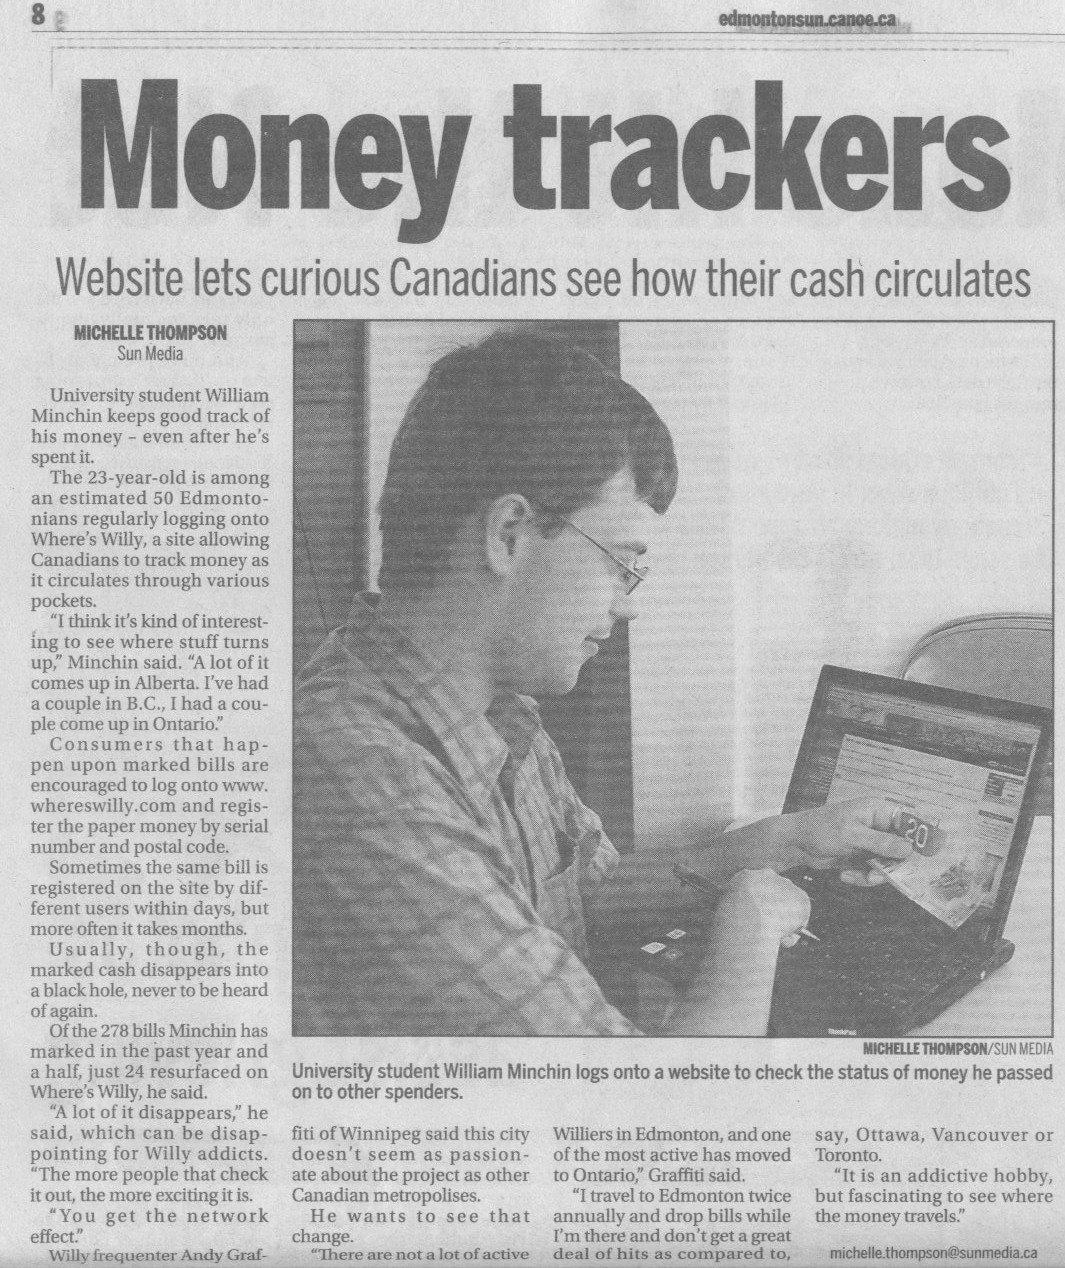 8
edmontonsun.canoe.ca
Money trackers
Website lets curious Canadians see how their cash circulates
MICHELLE THOMPSON
Sun Media
University student William
Minchin keeps good track of
his money – even after he's
spent it.
The 23-year-old is among
an estimated 50 Edmonto-
nians regularly logging onto
Where's Willy, a site allowing
Canadians to track money as
it circulates through various
pockets.
"I think it's kind of interest-
ing to see where stuff turns
up," Minchin said. "A lot of it
comes up in Alberta. I've had
a couple in B.C., I had a cou-
ple come up in Ontario."
Consumers that hap-
pen upon marked bills are
encouraged to log onto www.
whereswilly.com and regis-
ter the paper money by serial
number and postal code.
Sometimes the same bill is
registered on the site by dif-
ferent users within days, but
more often it takes months.
Usually, though, the
marked cash disappears into
a black hole, never to be heard
of again.
Of the 278 bills Minchin has
marked in the past year and
a half, just 24 resurfaced on
Where's Willy, he said.
"A lot of it disappears," he
said, which can be disap-
pointing for Willy addicts.
"The more people that check
it out, the more exciting it is.
"You get the network
effect."
Willy frequenter Andy Graf-
20
ThinkPad
MICHELLE THOMPSON/SUN MEDIA
University student William Minchin logs onto a website to check the status of money he passed
on to other spenders.
fiti of Winnipeg said this city
doesn't seem as passion-
ate about the project as other
Canadian metropolises.
He wants to see that
change.
"There are not a lot of active
Williers in Edmonton, and one
of the most active has moved
to Ontario," Graffiti said.
"I travel to Edmonton twice
annually and drop bills while
I'm there and don't get a great
deal of hits as compared to,
say, Ottawa, Vancouver or
Toronto.
"It is an addictive hobby,
but fascinating to see where
the money travels."
michelle.thompson@sunmedia.ca